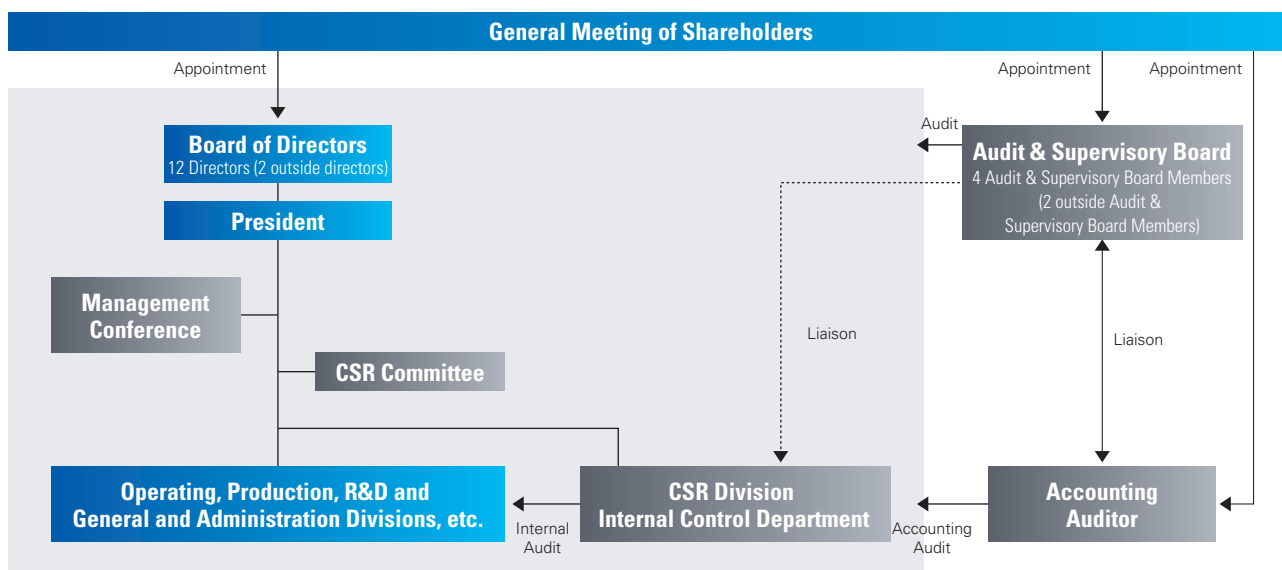 General Meeting of Shareholders
Appointment
Appointment
Appointment
Board of Directors
12 Directors (2 outside directors)
Audit
Audit & Supervisory Board
4 Audit & Supervisory Board Members
(2 outside Audit &
Supervisory Board Members)
President
Management
Conference
Liaison
Liaison
CSR Committee
Operating, Production, R&D and
General and Administration Divisions, etc.
Internal
Audit
CSR Division
Internal Control Department
Accounting
Audit
Accounting
Auditor